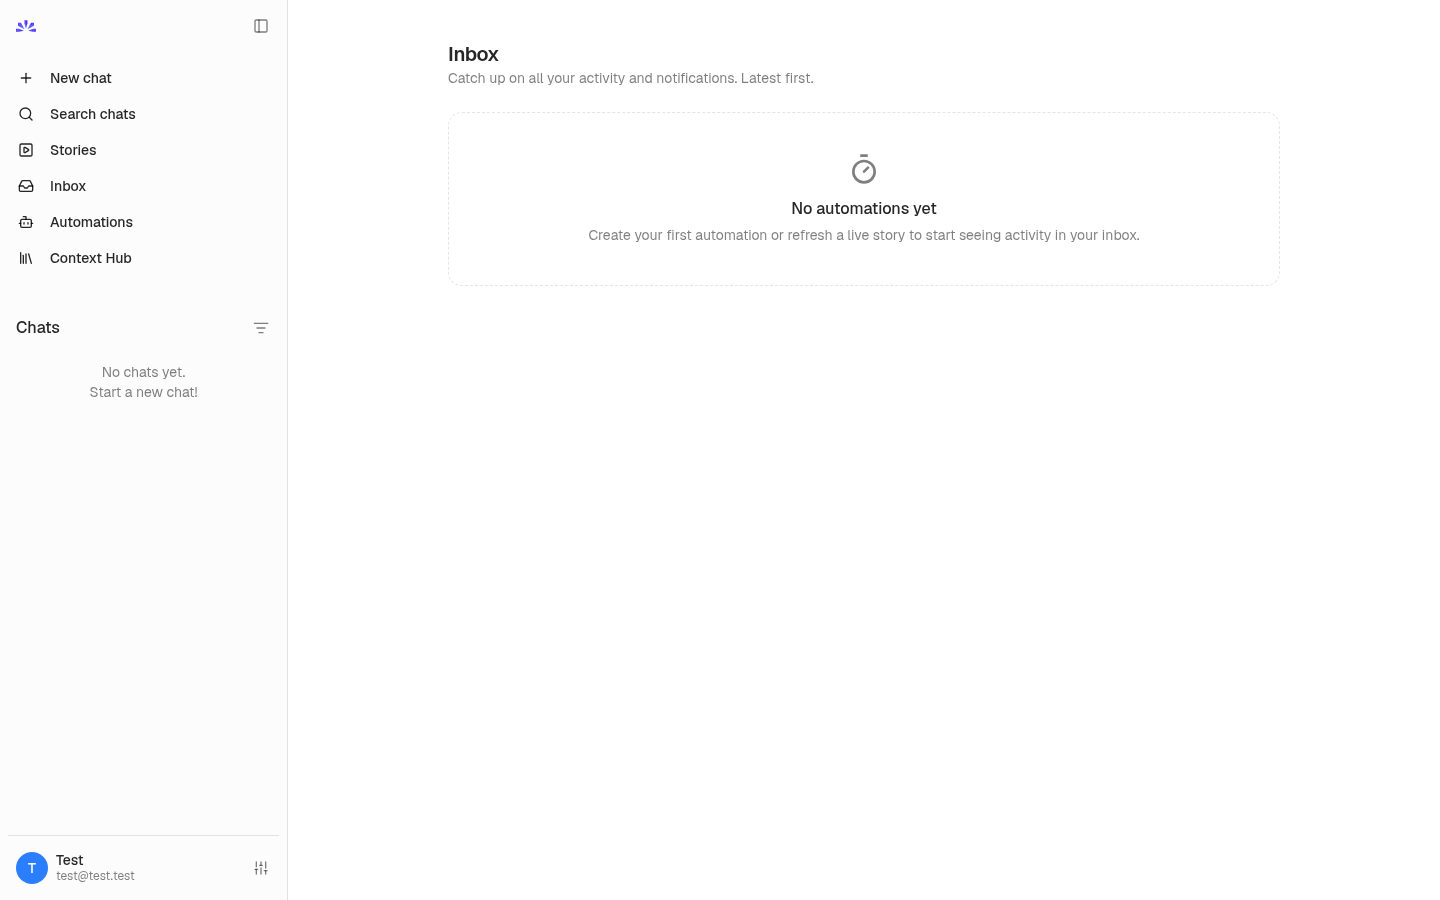 New chat
Search chats
Stories
Inbox
Automations
Context Hub
Chats
No chats yet.
Start a new chat!
T
Test
test@test.test
Inbox
Catch up on all your activity and notifications. Latest first.
No automations yet
Create your first automation or refresh a live story to start seeing activity in your inbox.